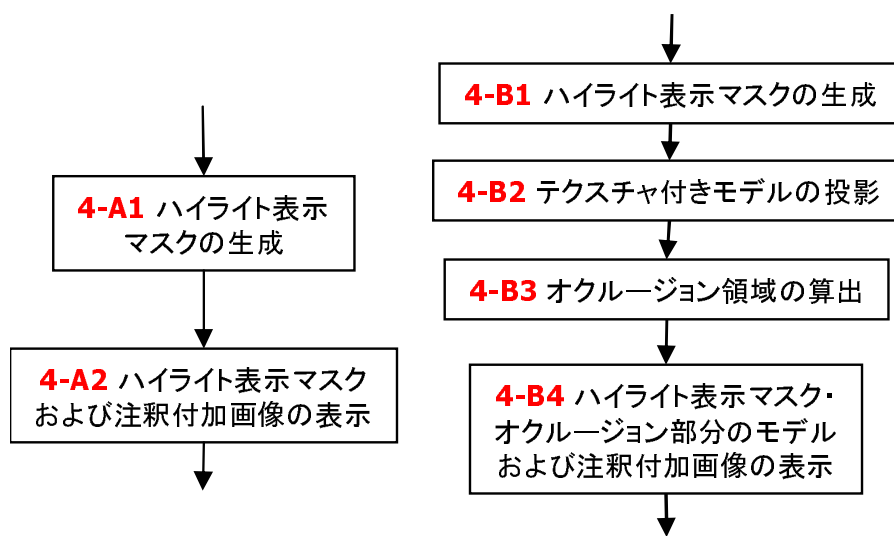 4-A1 ハイライト表示
マスクの生成
4-A2 ハイライト表示マスク
および注釈付加画像の表示
4-B1 ハイライト表示マスクの生成
4-B2 テクスチャ付きモデルの投影
4-B3 オクルージョン領域の算出
4-B4 ハイライト表示マスク・
オクルージョン部分のモデル
および注釈付加画像の表示